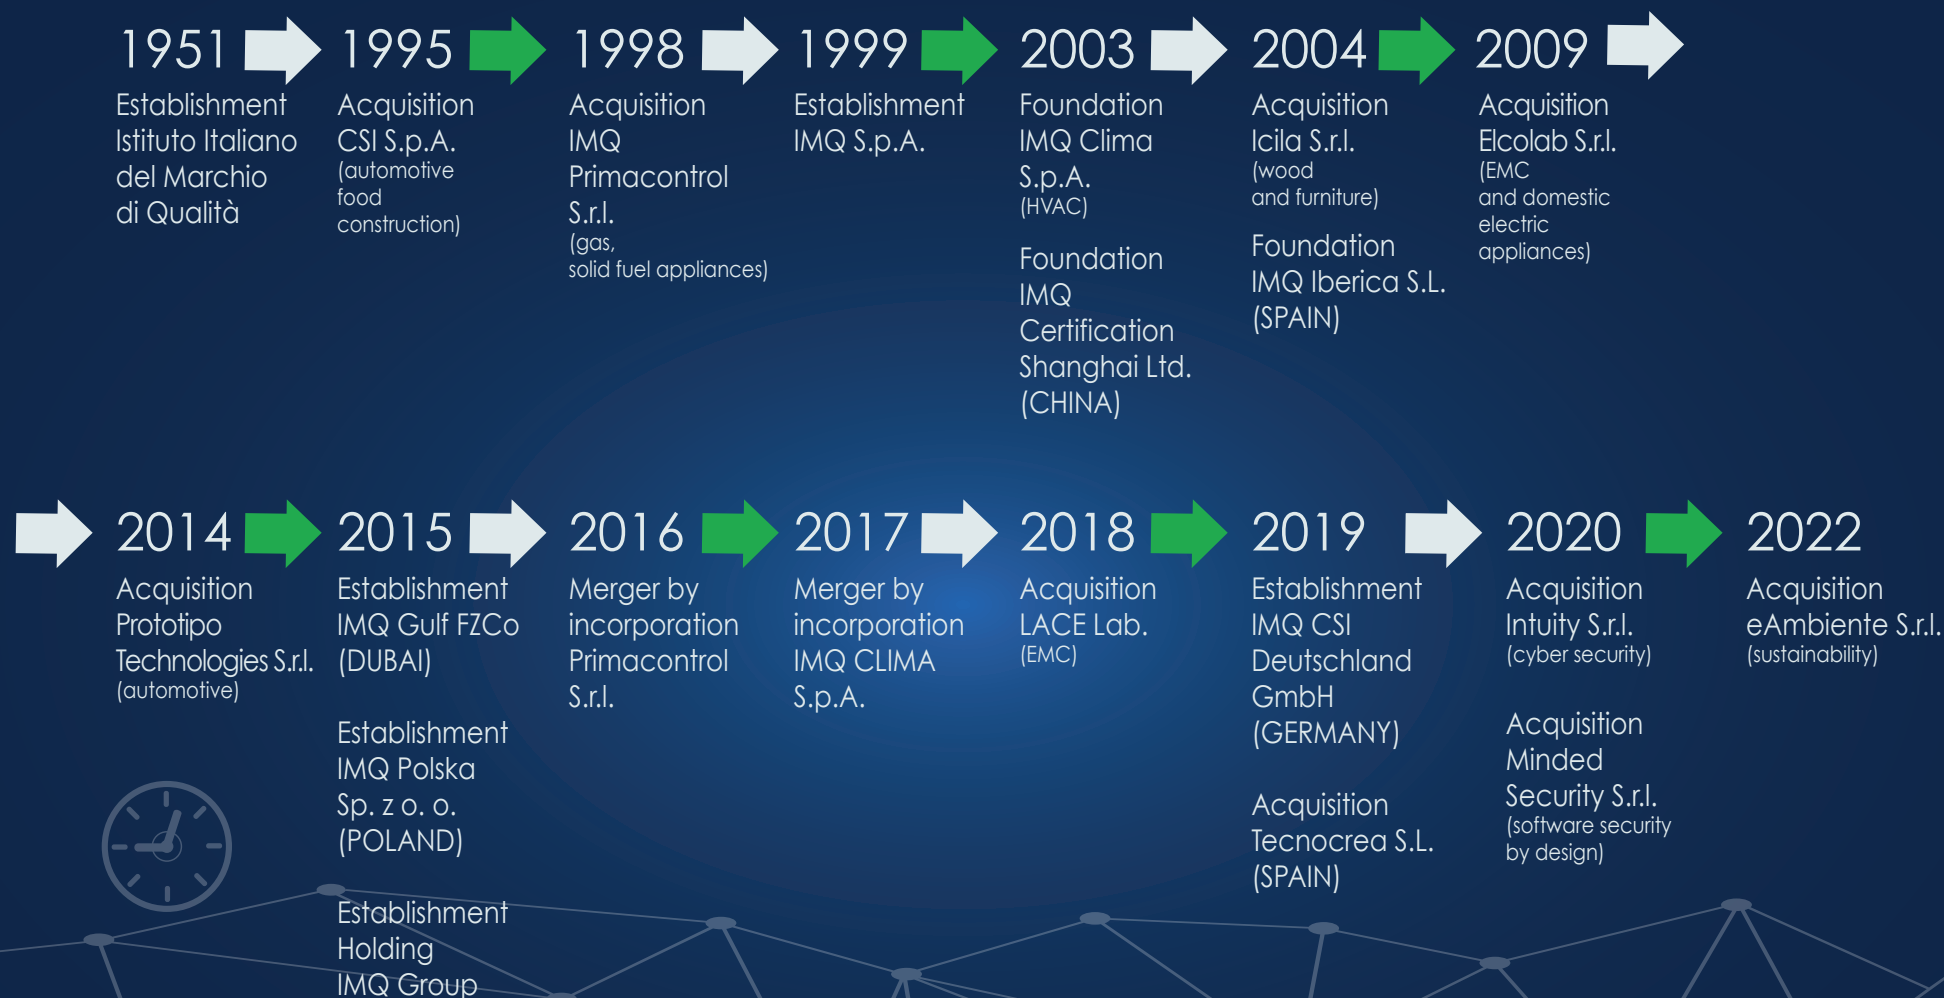 1951
Establishment
Istituto Italiano
del Marchio
di Qualità
1995
Acquisition
CSI S.p.A.
(automotive
food
construction)
1998
Acquisition
IMQ
Primacontrol
S.r.l.
(gas,
solid fuel appliances)
1999
Establishment
IMQ S.p.A.
2003
Foundation
IMQ Clima
S.p.A.
(HVAC)
Foundation
IMQ
Certification
Shanghai Ltd.
(CHINA)
2004
Acquisition
Icila S.r.l.
(wood
and furniture)
Foundation
IMQ Iberica S.L.
(SPAIN)
2009
Acquisition
Elcolab S.r.l.
(EMC
and domestic
electric
appliances)
2014
Acquisition
Prototipo
Technologies S.r.l.
(automotive)
2015
Establishment
IMQ Gulf FZCo
(DUBAI)
Establishment
IMQ Polska
Sp. z o. o.
(POLAND)
Establishment
Holding
IMQ Group
2016
Merger by
incorporation
Primacontrol
S.r.l.
2017
Merger by
incorporation
IMQ CLIMA
S.p.A.
2018
Acquisition
LACE Lab.
(EMC)
2019
Establishment
IMQ CSI
Deutschland
GmbH
(GERMANY)
Acquisition
Tecnocrea S.L.
(SPAIN)
2020
Acquisition
Intuity S.r.l.
(cyber security)
Acquisition
Minded
Security S.r.l.
(software security
by design)
2022
Acquisition
eAmbiente S.r.l.
(sustainability)